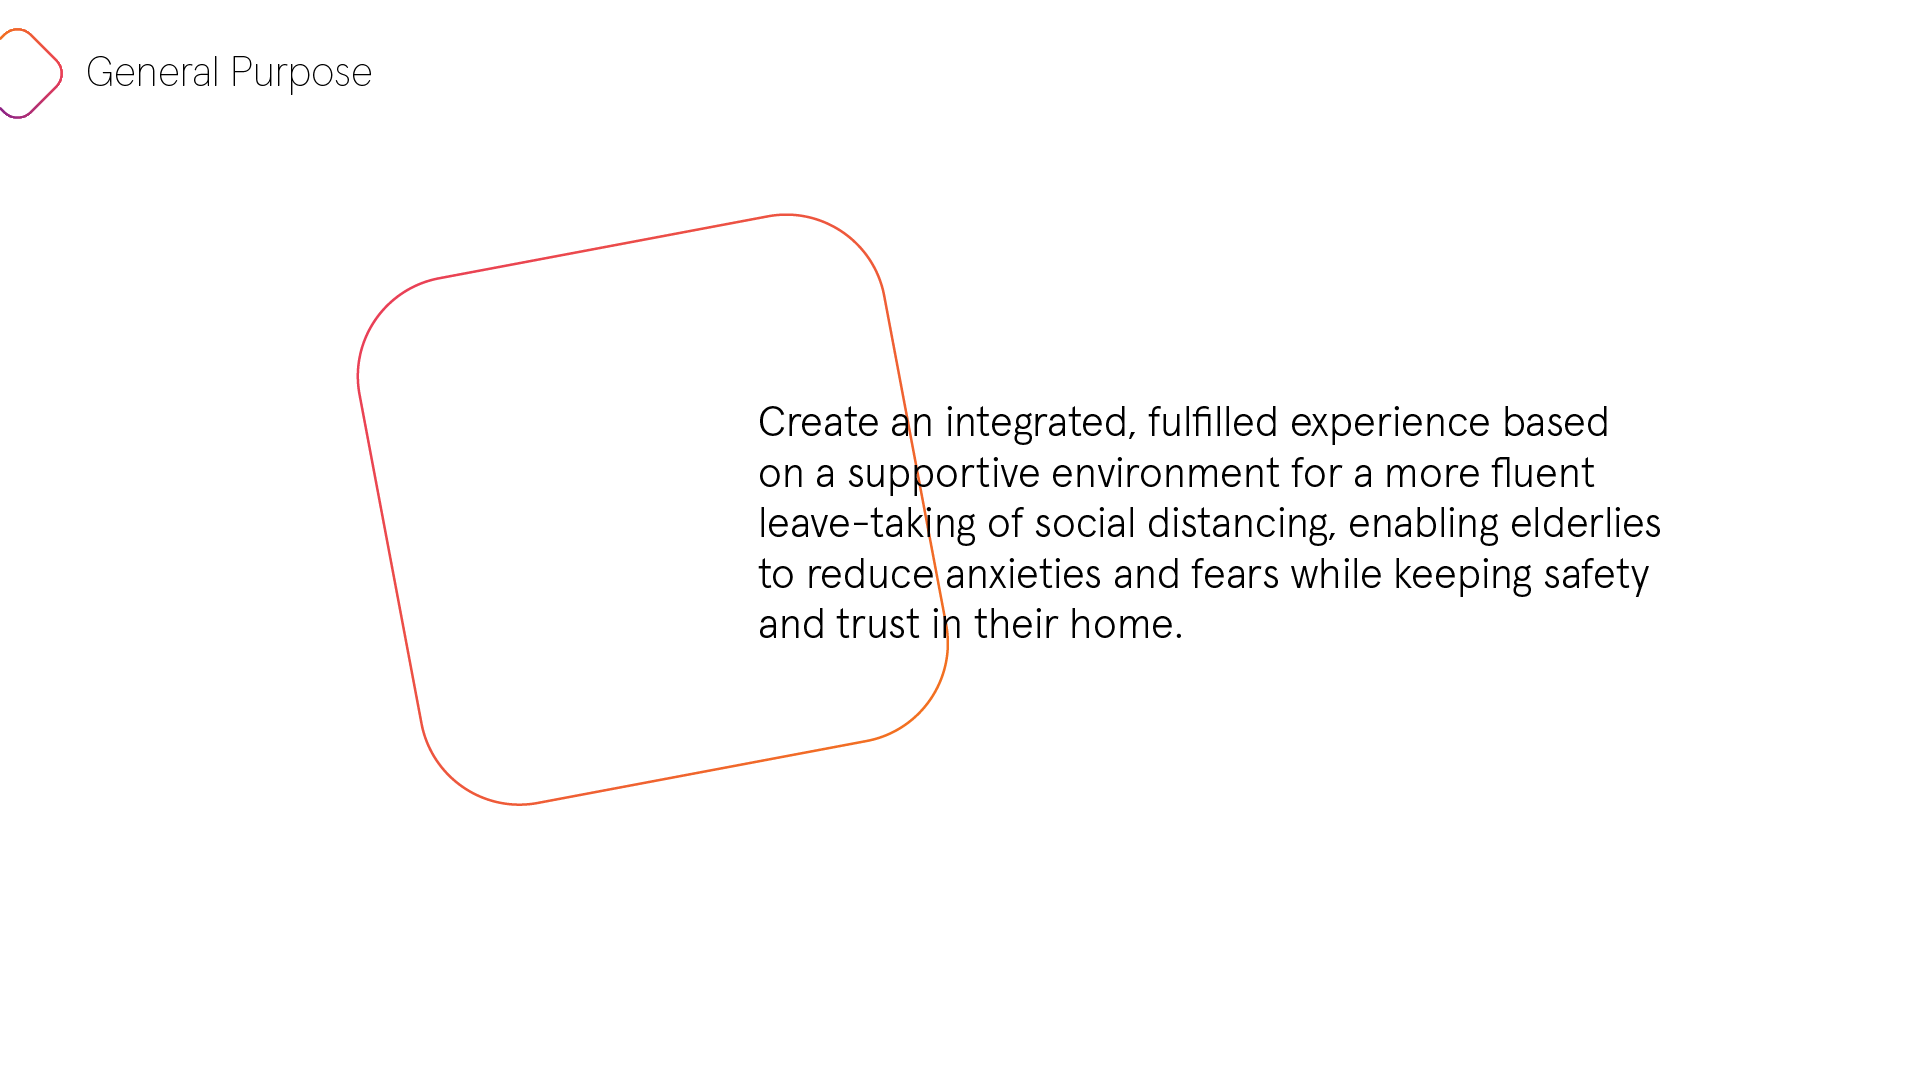 General Purpose
Create an integrated, fulfilled experience based
on a supportive environment for a more fluent
leave-taking of social distancing, enabling elderlies
to reduce anxieties and fears while keeping safety
and trust in their home.